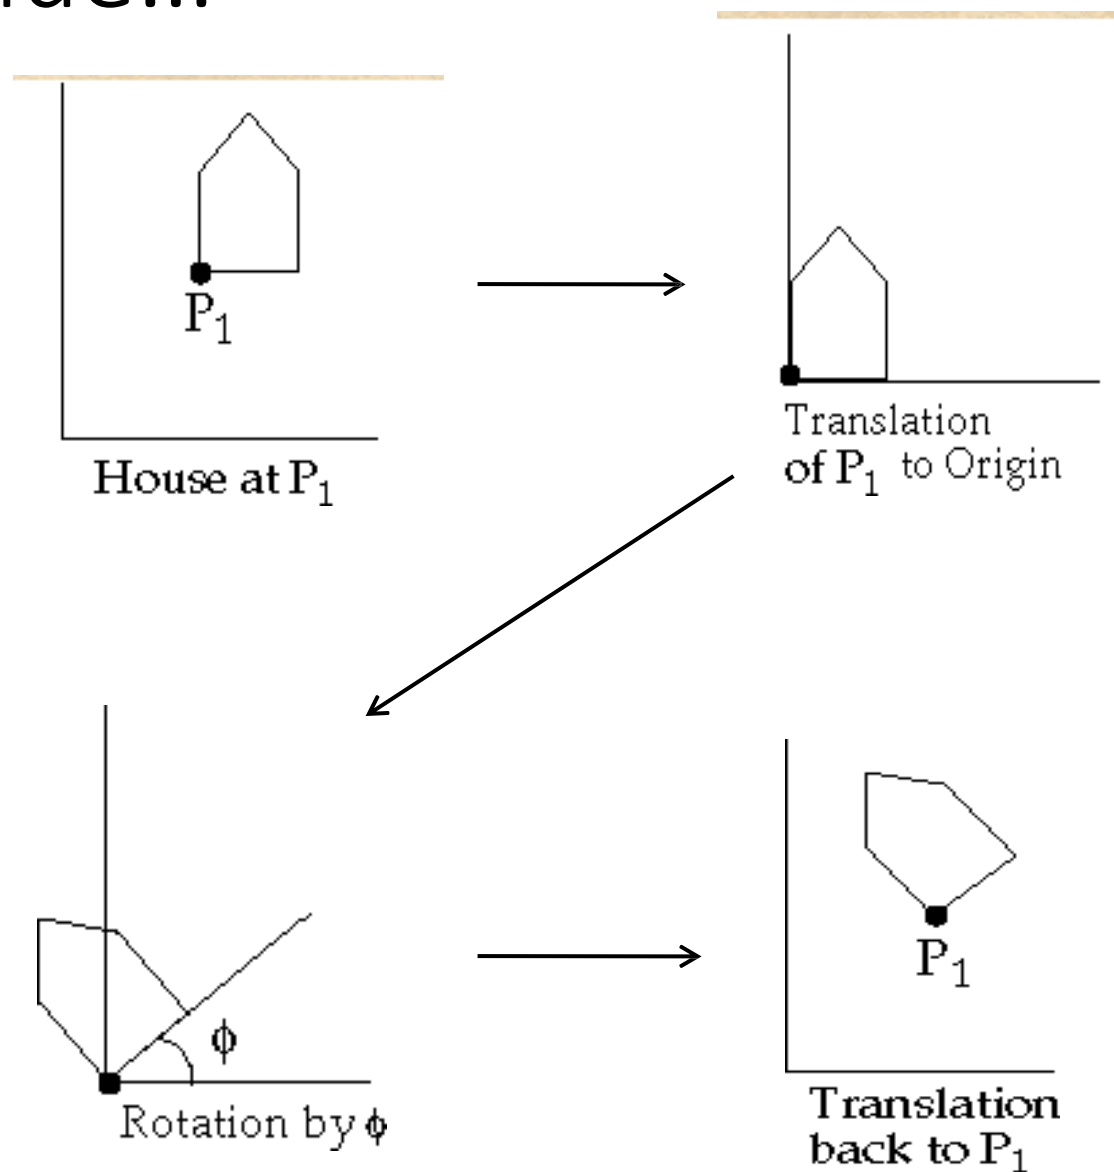 P₁
House at P₁
Translation
of P₁ to Origin
ϕ
Rotation by ϕ
P₁
Translation
back to P₁